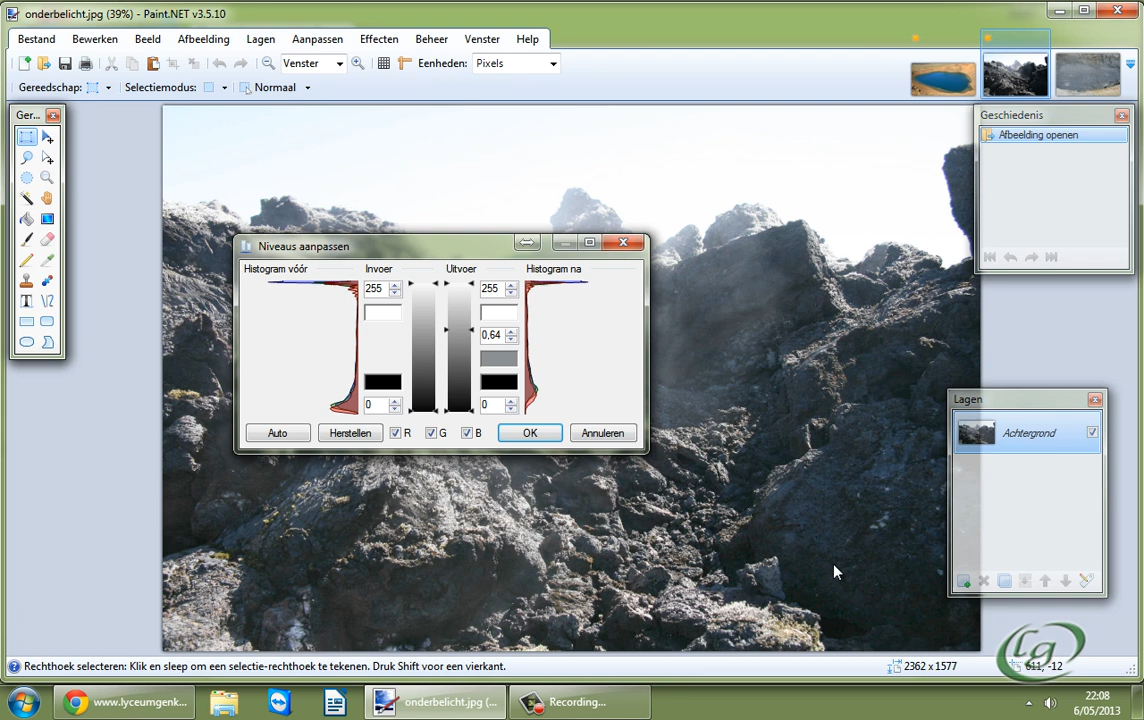 onderbelicht.jpg (39%) - Paint.NET v3.5.10
Bestand Bewerken Beeld Afbeelding Lagen Aanpassen Effecten Beheer Venster Help
Venster Eenheden: Pixels
Gereedschap: Selectiemodus: Normaal
Ger...
Geschiedenis
Afbeelding openen
Niveaus aanpassen
Histogram vóór Invoer Uitvoer Histogram na
255 255
0,64
0 0
Auto Herstellen R G B OK Annuleren
Lagen
Achtergrond
Rechthoek selecteren: Klik en sleep om een selectie-rechthoek te tekenen. Druk Shift voor een vierkant.
2362 x 1577
611, -12
lg
www.lyceumgenk...
onderbelicht.jpg (...
Recording...
22:08
6/05/2013